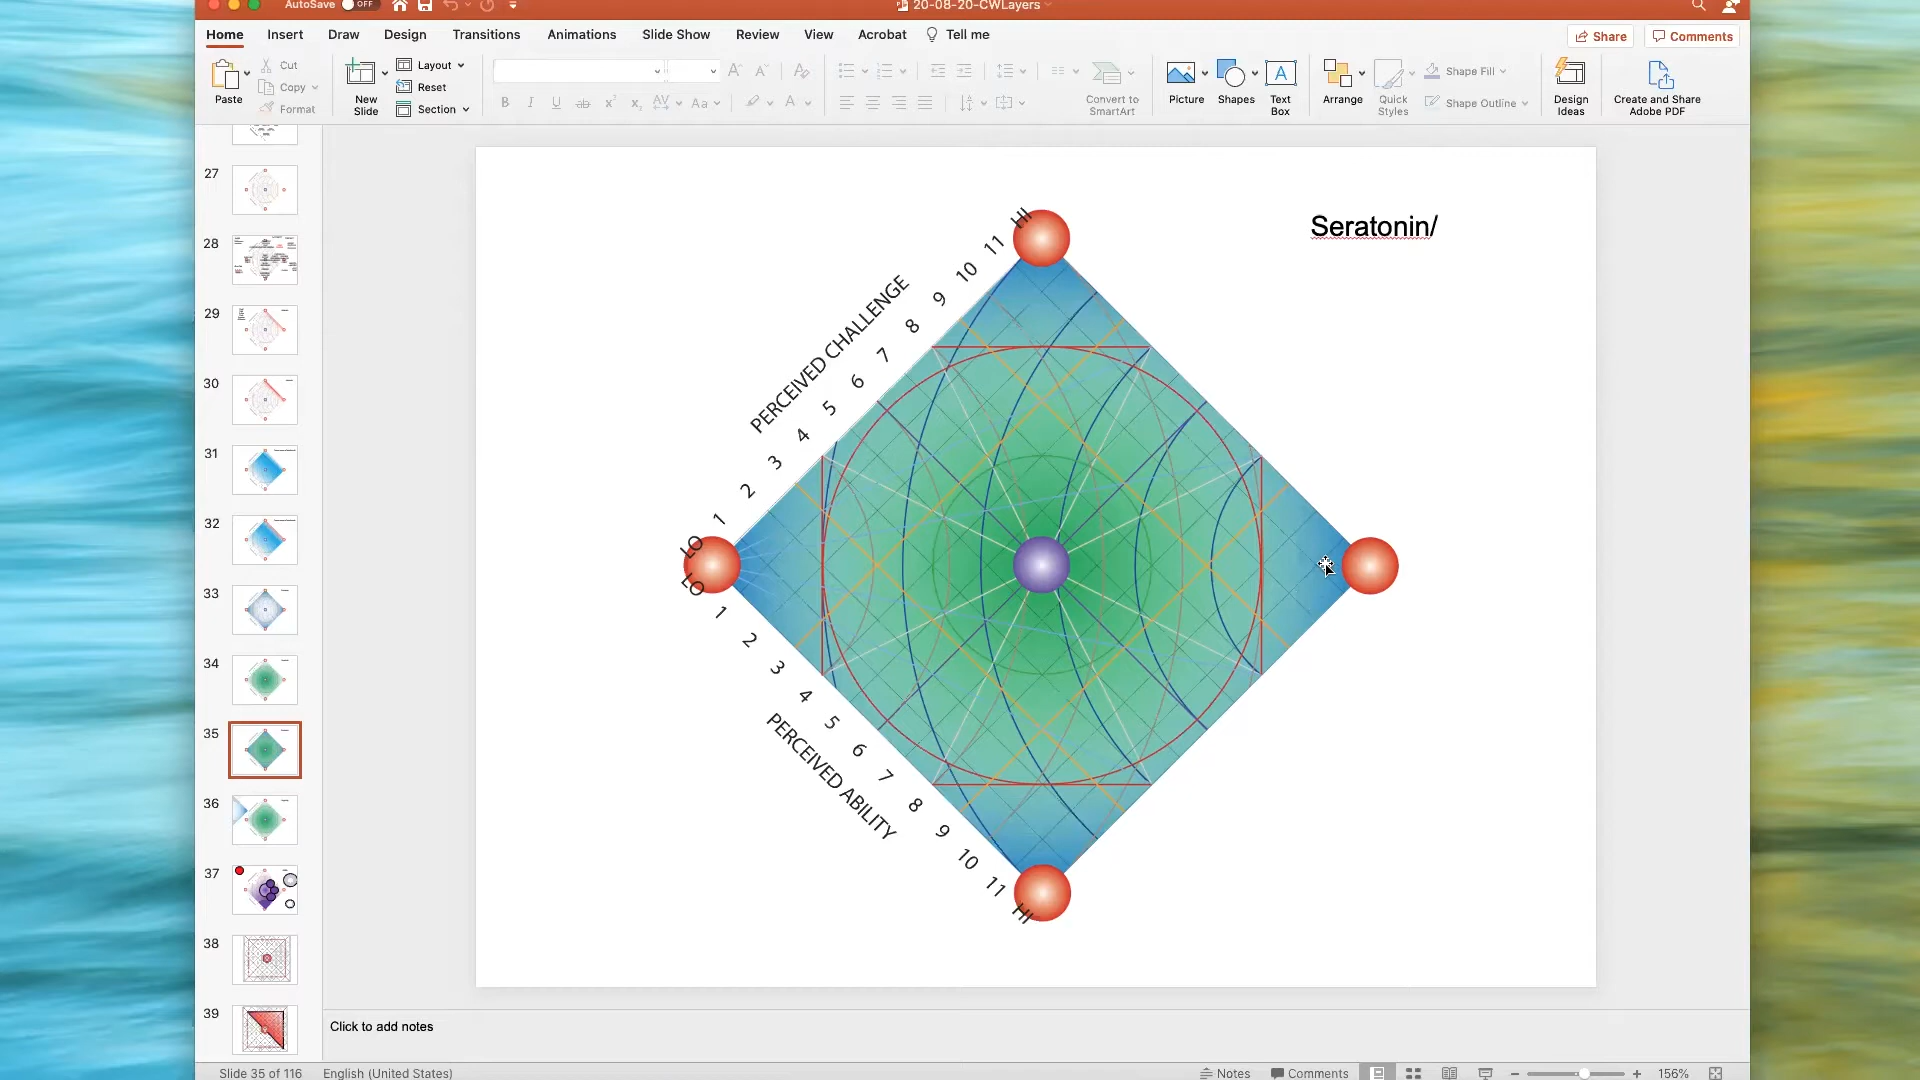 AutoSave OFF
20-08-20-CWLayers
Home Insert Draw Design Transitions Animations Slide Show Review View Acrobat Tell me
Share Comments
Paste
Cut
Copy
Format
New Slide
Layout
Reset
Section
Convert to SmartArt
Picture
Shapes
Text Box
Arrange
Quick Styles
Shape Fill
Shape Outline
Design Ideas
Create and Share Adobe PDF
27
28
29
30
31
32
33
34
35
36
37
38
39
Seratonin/
PERCEIVED CHALLENGE
LO 1 2 3 4 5 6 7 8 9 10 11 HI
LO 1 2 3 4 5 6 7 8 9 10 11 HI
PERCEIVED ABILITY
Click to add notes
Slide 35 of 116 English (United States)
Notes Comments 156%